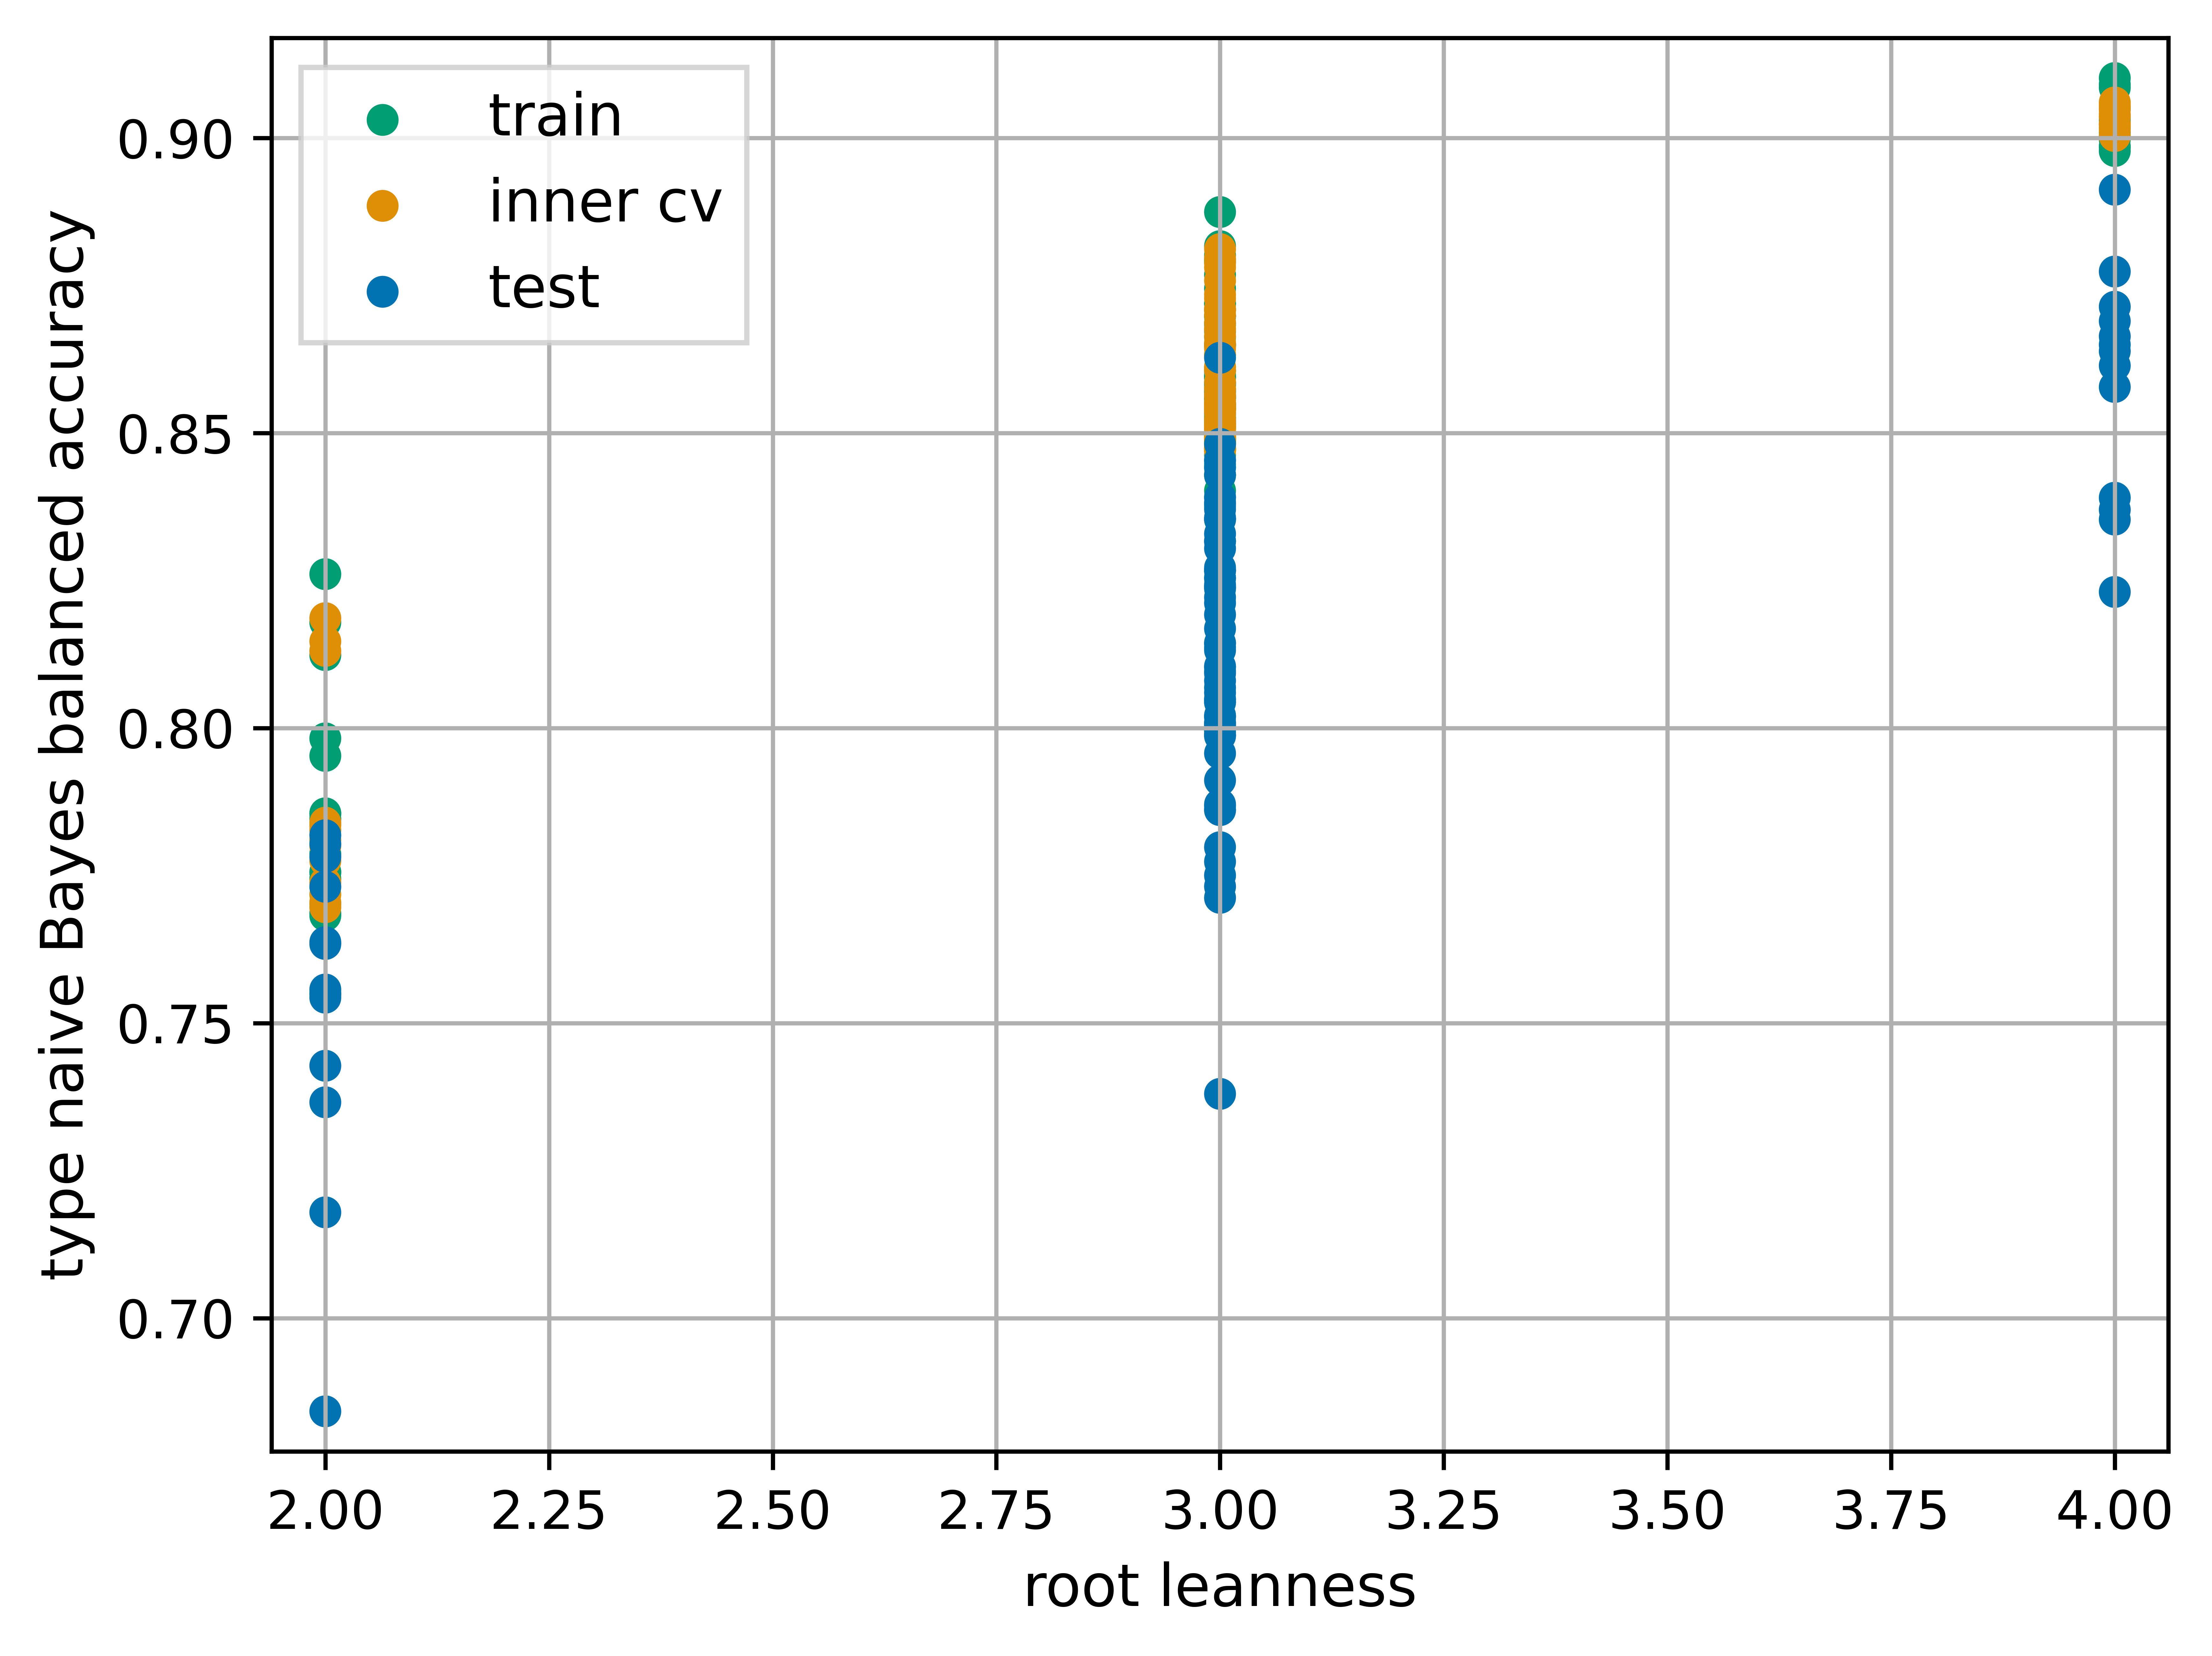 train
inner cv
test
0.90
0.85
0.80
0.75
0.70
type naive Bayes balanced accuracy
2.00 2.25 2.50 2.75 3.00 3.25 3.50 3.75 4.00
root leanness